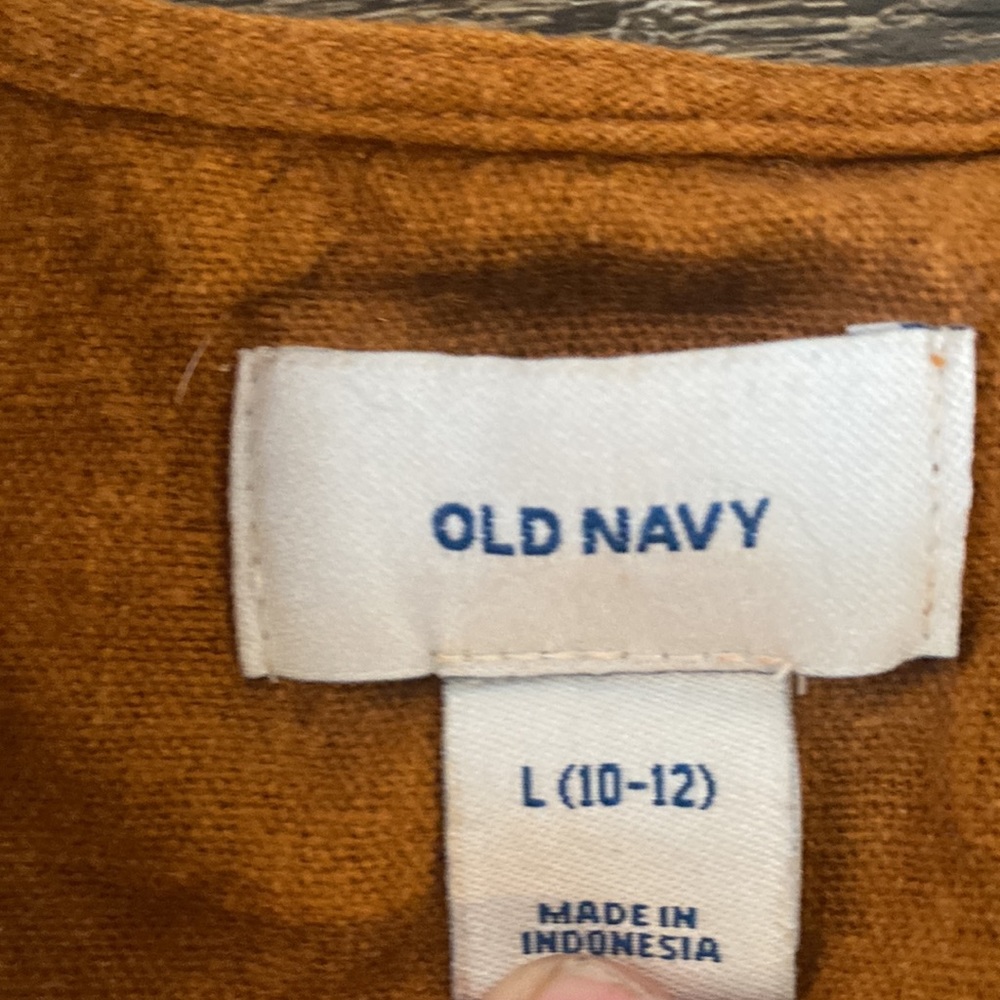 OLD NAVY
L (10-12)
MADE IN
INDONESIA